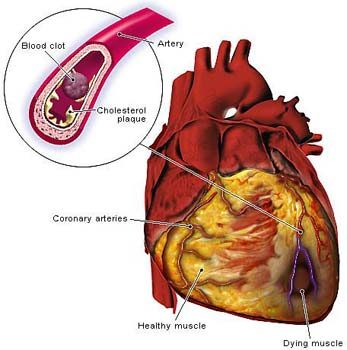 Blood clot
Artery
Cholesterol
plaque
Coronary arteries
Healthy muscle
Dying muscle